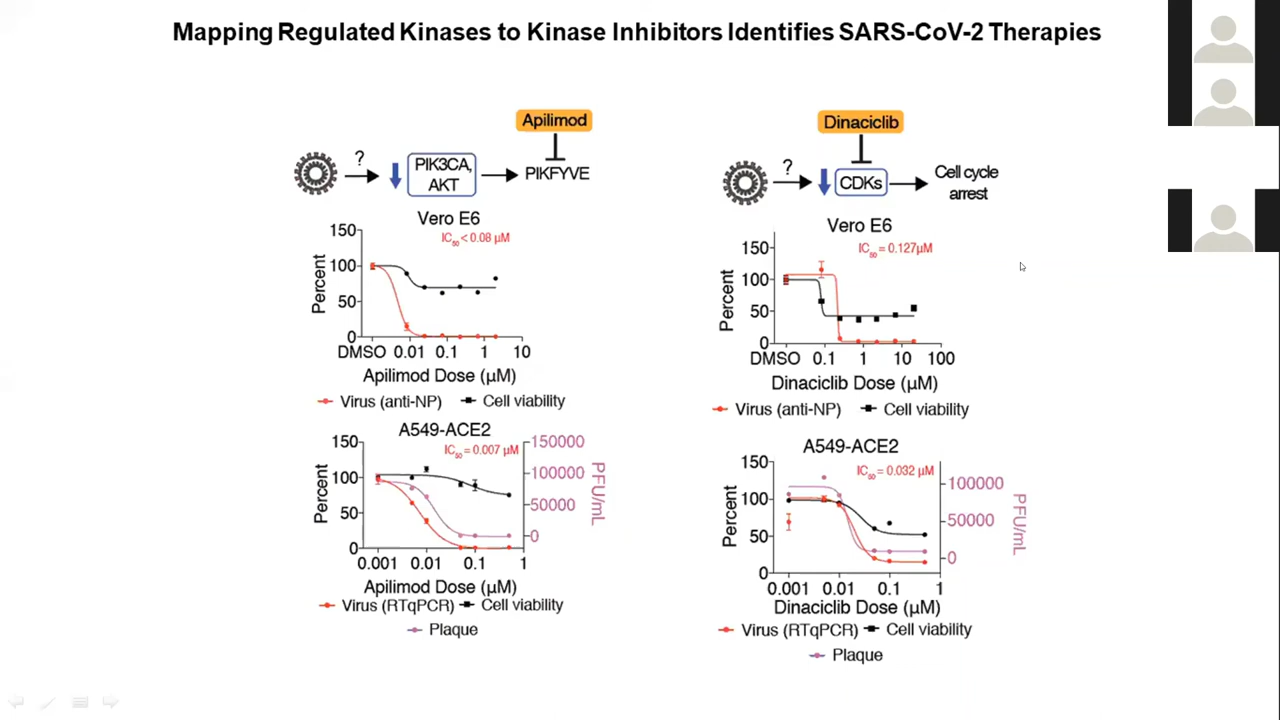 Mapping Regulated Kinases to Kinase Inhibitors Identifies SARS-CoV-2 Therapies
Apilimod
?
PIK3CA,
AKT
PIKFYVE
Vero E6
IC50 < 0.08 µM
150
100
50
0
Percent
DMSO 0.01 0.1 1 10
Apilimod Dose (µM)
Virus (anti-NP) Cell viability
A549-ACE2
IC50 = 0.007 µM
150
100
50
0
Percent
150000
100000
50000
0
PFU/mL
0.001 0.01 0.1 1
Apilimod Dose (µM)
Virus (RTqPCR) Cell viability
Plaque
Dinaciclib
?
CDKs
Cell cycle
arrest
Vero E6
IC50 = 0.127µM
150
100
50
0
Percent
DMSO 0.1 1 10 100
Dinaciclib Dose (µM)
Virus (anti-NP) Cell viability
A549-ACE2
IC50 = 0.032 µM
150
100
50
0
Percent
100000
50000
0
PFU/mL
0.001 0.01 0.1 1
Dinaciclib Dose (µM)
Virus (RTqPCR) Cell viability
Plaque